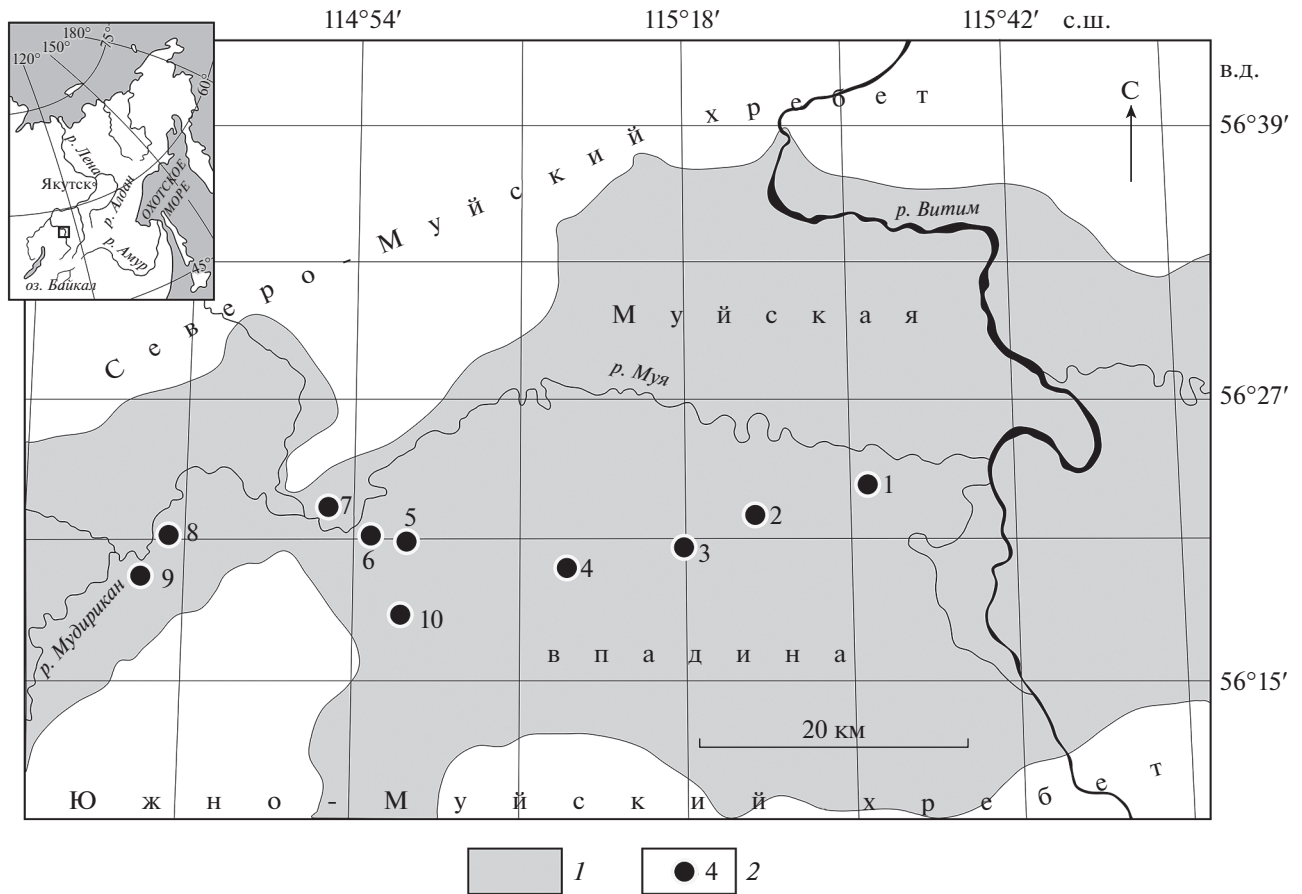 114°54′ 115°18′ 115°42′ с.ш.
в.д.
180°
150°
120°
75°
60°
45°
р. Лена
Якутск
р. Алдан
ОХОТСКОЕ
МОРЕ
р. Амур
оз. Байкал
С
56°39′
Северо-Муйский хребет
р. Витим
Муйская
р. Муя
56°27′
1
2
3
4
5
6
7
8
9
10
р. Мудирикан
впадина
56°15′
20 км
Южно-Муйский хребет
1
4 2